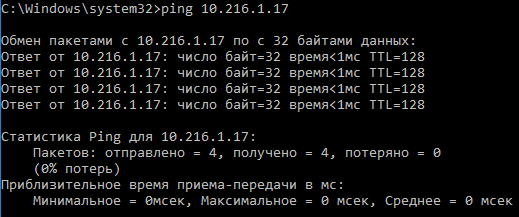 C:\Windows\system32>ping 10.216.1.17
Обмен пакетами с 10.216.1.17 по с 32 байтами данных:
Ответ от 10.216.1.17: число байт=32 время<1мс TTL=128
Ответ от 10.216.1.17: число байт=32 время<1мс TTL=128
Ответ от 10.216.1.17: число байт=32 время<1мс TTL=128
Ответ от 10.216.1.17: число байт=32 время<1мс TTL=128
Статистика Ping для 10.216.1.17:
Пакетов: отправлено = 4, получено = 4, потеряно = 0
(0% потерь)
Приблизительное время приема-передачи в мс:
Минимальное = 0мсек, Максимальное = 0 мсек, Среднее = 0 мсек